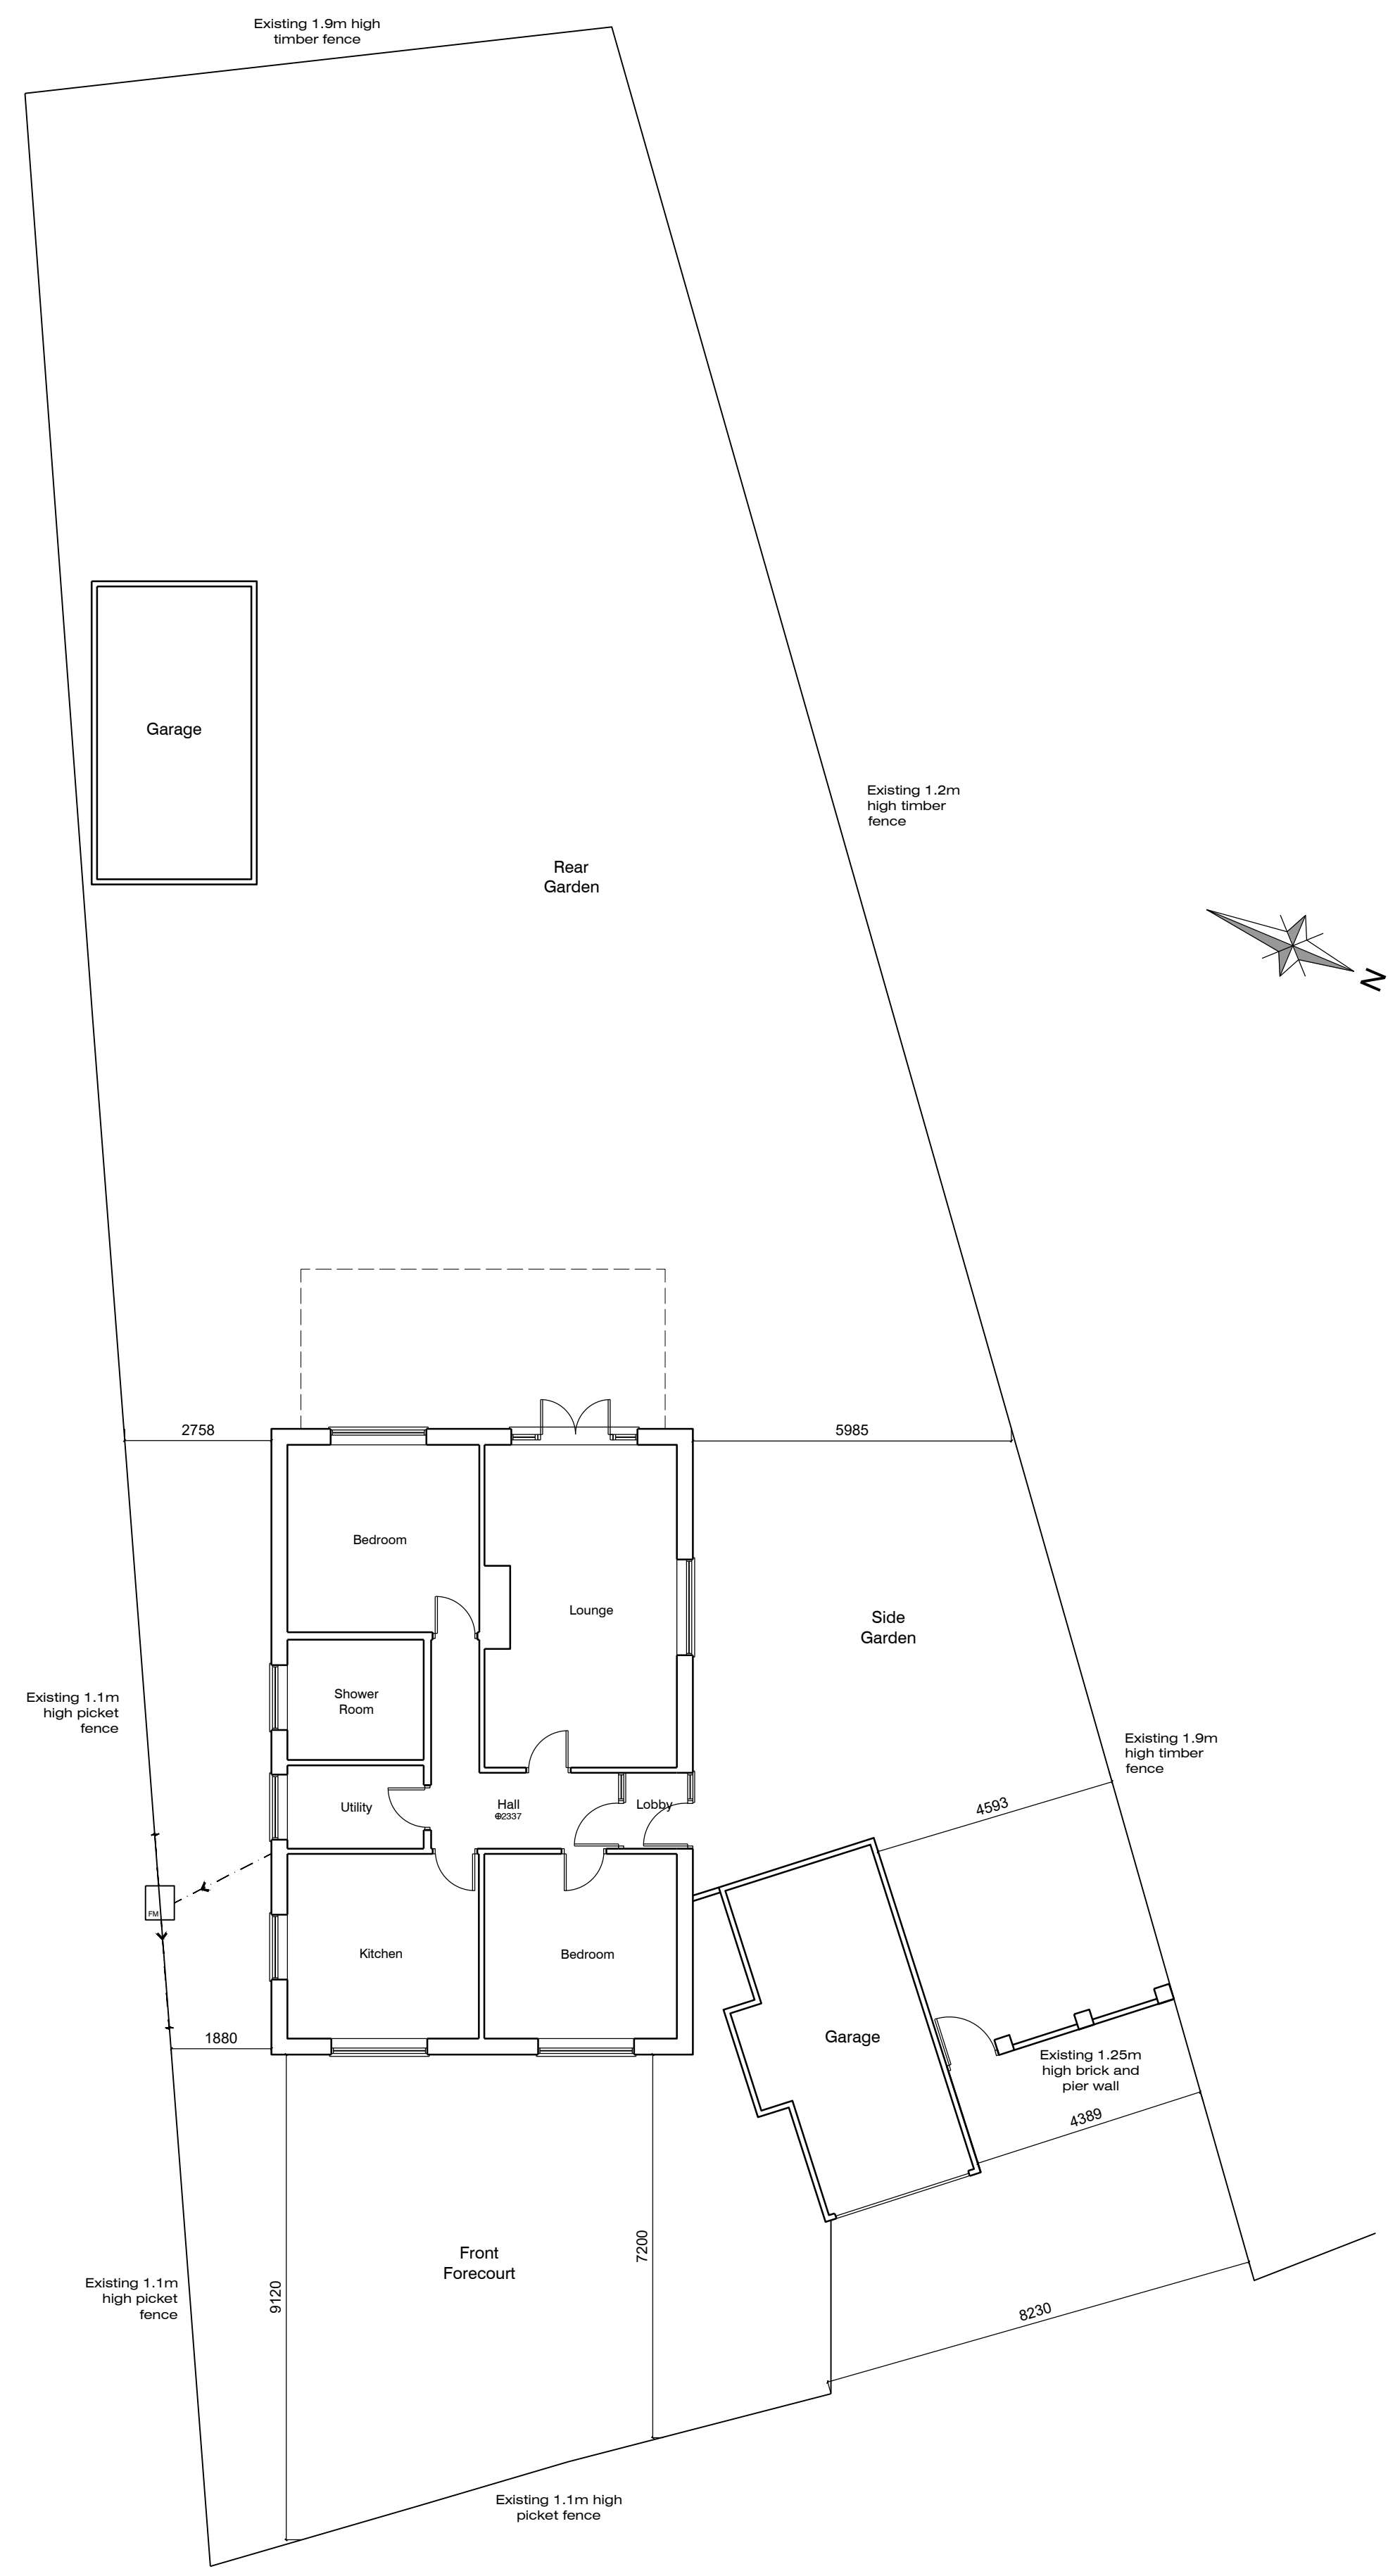 Existing 1.9m high
timber fence
Garage
Existing 1.2m
high timber
fence
Rear
Garden
N
2758
5985
Bedroom
Lounge
Side
Garden
Shower
Room
Existing 1.1m
high picket
fence
Existing 1.9m
high timber
fence
Utility
Hall
2337
Lobby
4593
FM
Kitchen
Bedroom
Garage
1880
Existing 1.25m
high brick and
pier wall
4389
7200
Front
Forecourt
9120
Existing 1.1m
high picket
fence
8230
Existing 1.1m high
picket fence